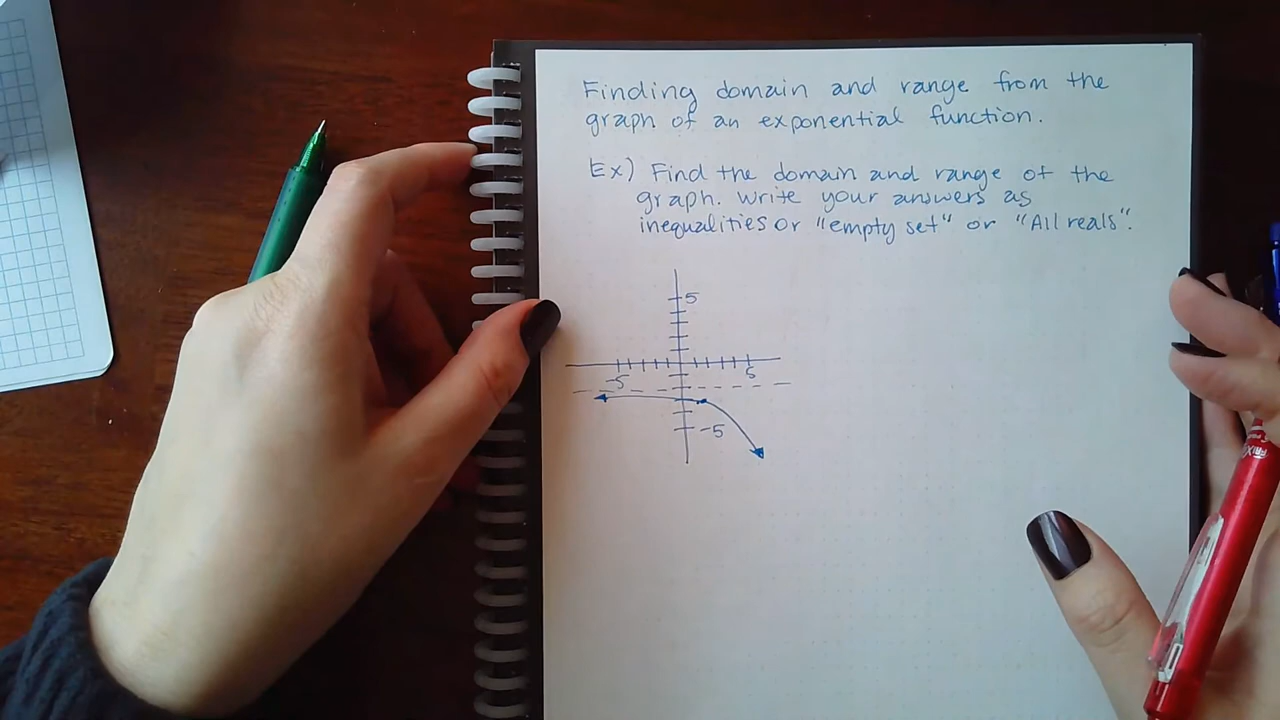 Finding domain and range from the
graph of an exponential function.
Ex) Find the domain and range of the
graph. Write your answers as
inequalities or "empty set" or "All reals".
5
-5
5
-5